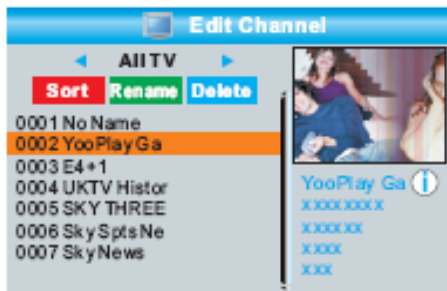 Edit Channel
All TV
Sort Rename Delete
0001 No Name
0002 YooPlay Ga
0003 E4+1
0004 UKTV Histor
0005 SKY THREE
0006 Sky Spts Ne
0007 Sky News
YooPlay Ga i
xxxxxxxx
xxxxxx
xxxx
xxx